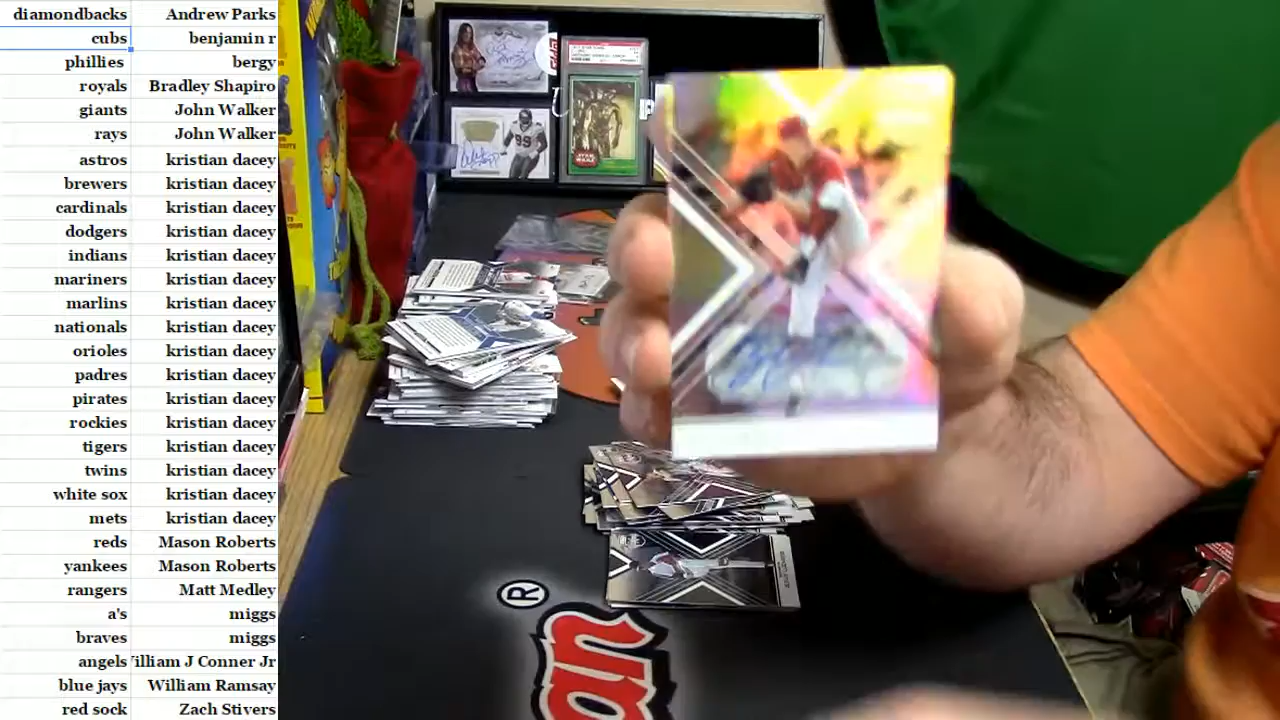 diamondbacks Andrew Parks
cubs benjamin r
phillies bergy
royals Bradley Shapiro
giants John Walker
rays John Walker
astros kristian dacey
brewers kristian dacey
cardinals kristian dacey
dodgers kristian dacey
indians kristian dacey
mariners kristian dacey
marlins kristian dacey
nationals kristian dacey
orioles kristian dacey
padres kristian dacey
pirates kristian dacey
rockies kristian dacey
tigers kristian dacey
twins kristian dacey
white sox kristian dacey
mets kristian dacey
reds Mason Roberts
yankees Mason Roberts
rangers Matt Medley
a's miggs
braves miggs
angels illiam J Conner Jr
blue jays William Ramsay
red sock Zach Stivers
STAR WARS
99
®
an